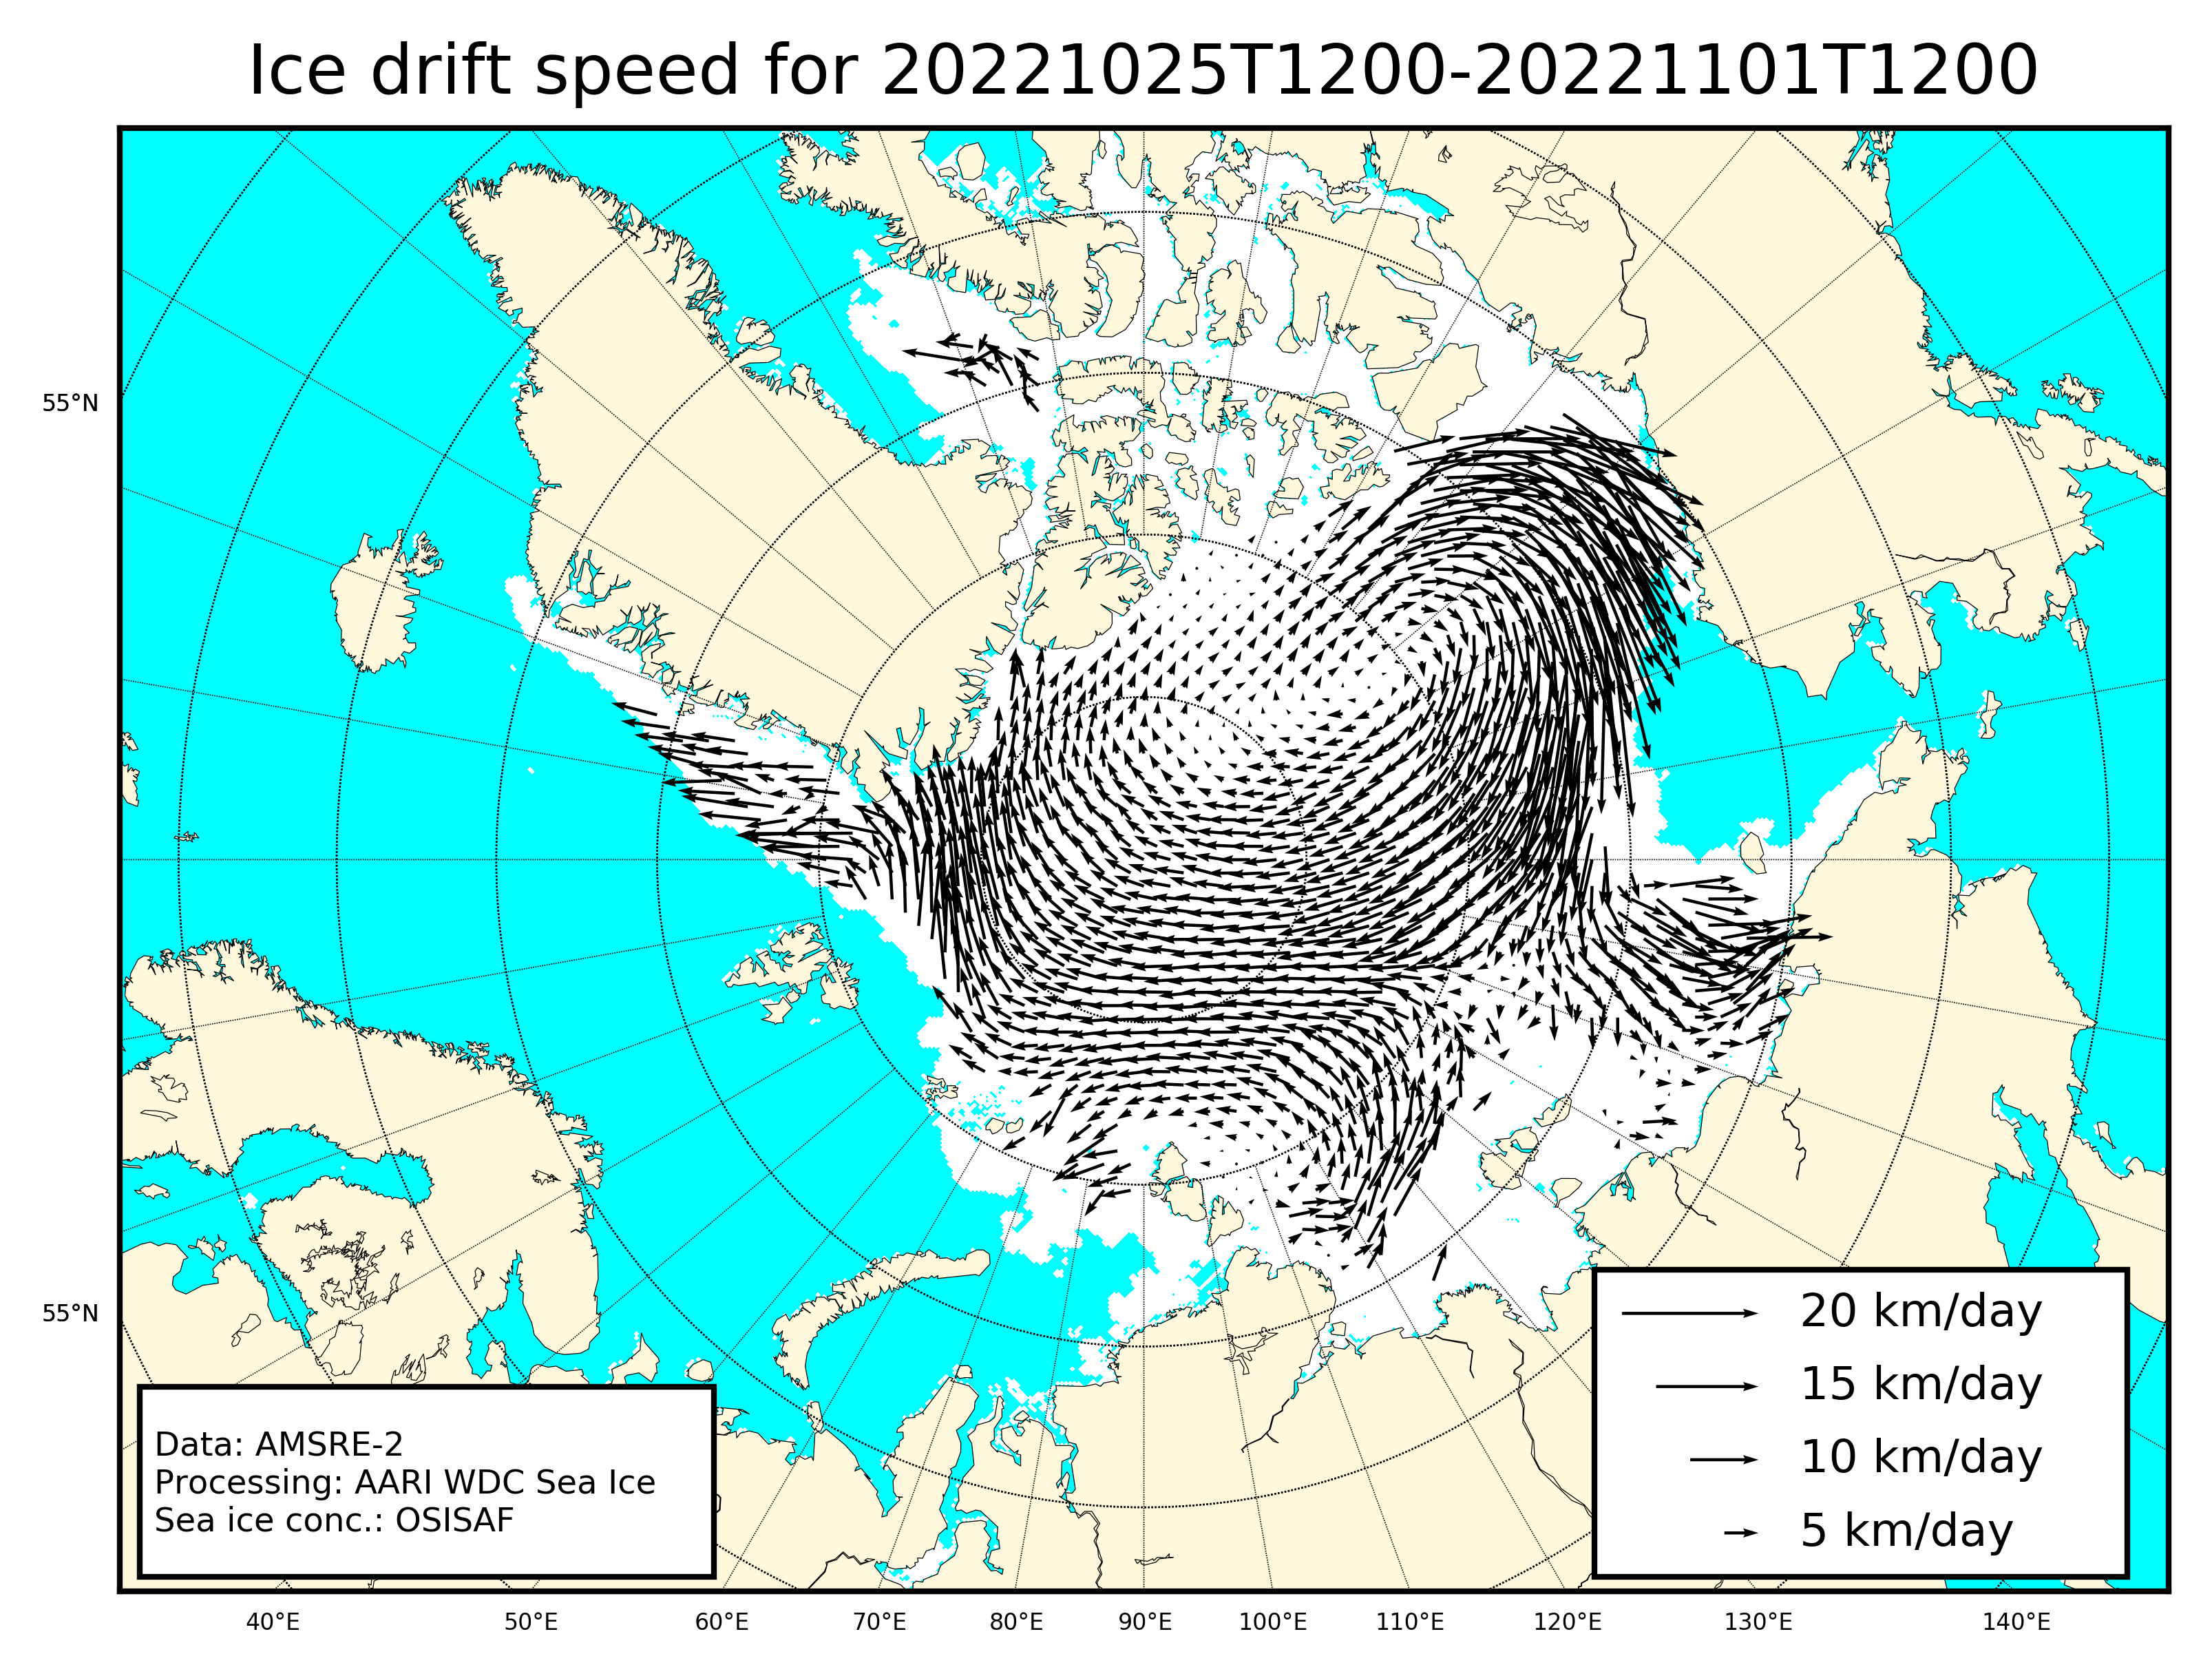 Ice drift speed for 20221025T1200-20221101T1200
55°N
55°N
20 km/day
15 km/day
10 km/day
5 km/day
Data: AMSRE-2
Processing: AARI WDC Sea Ice
Sea ice conc.: OSISAF
40°E 50°E 60°E 70°E 80°E 90°E 100°E 110°E 120°E 130°E 140°E